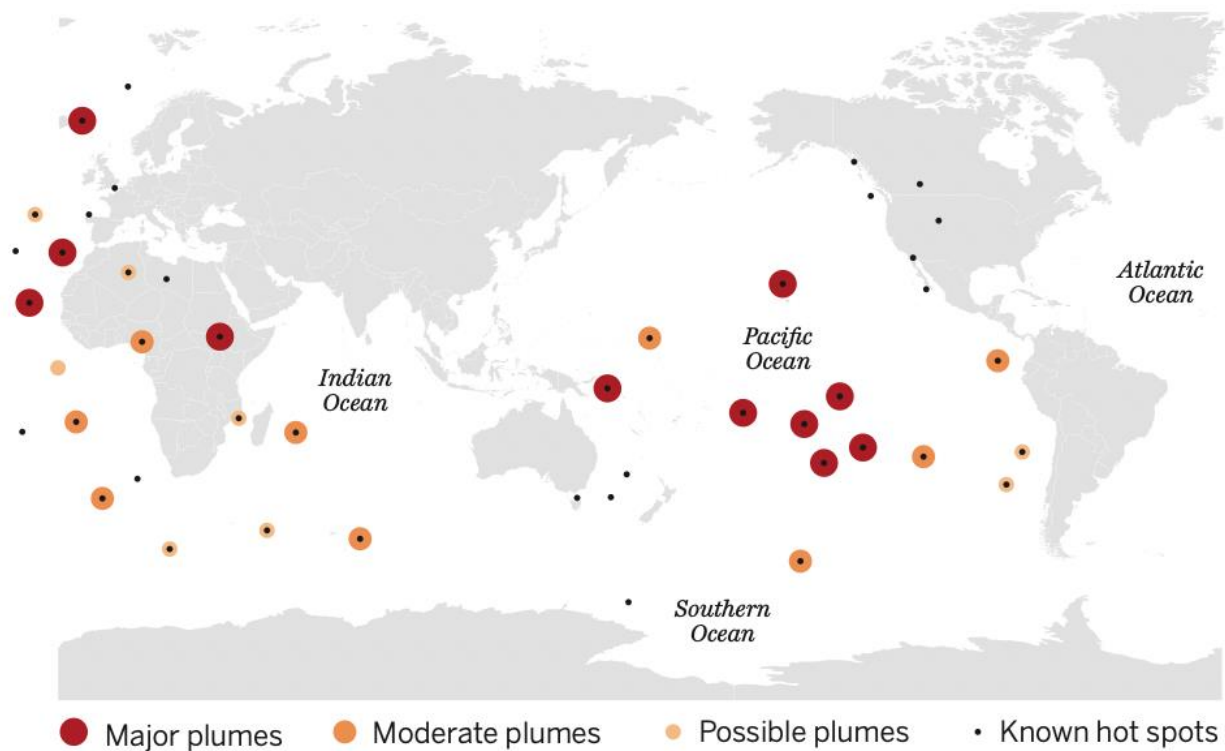 Atlantic
Ocean
Pacific
Ocean
Indian
Ocean
Southern
Ocean
Major plumes
Moderate plumes
Possible plumes
Known hot spots